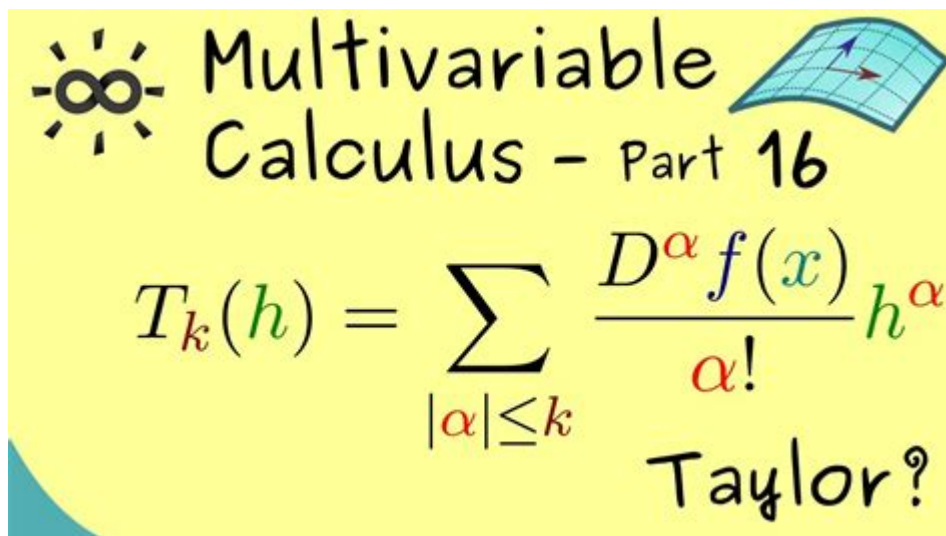 Multivariable
Calculus - Part 16
T_k(h) = ∑_{|α|≤k} D^α f(x) / α! h^α
Taylor?